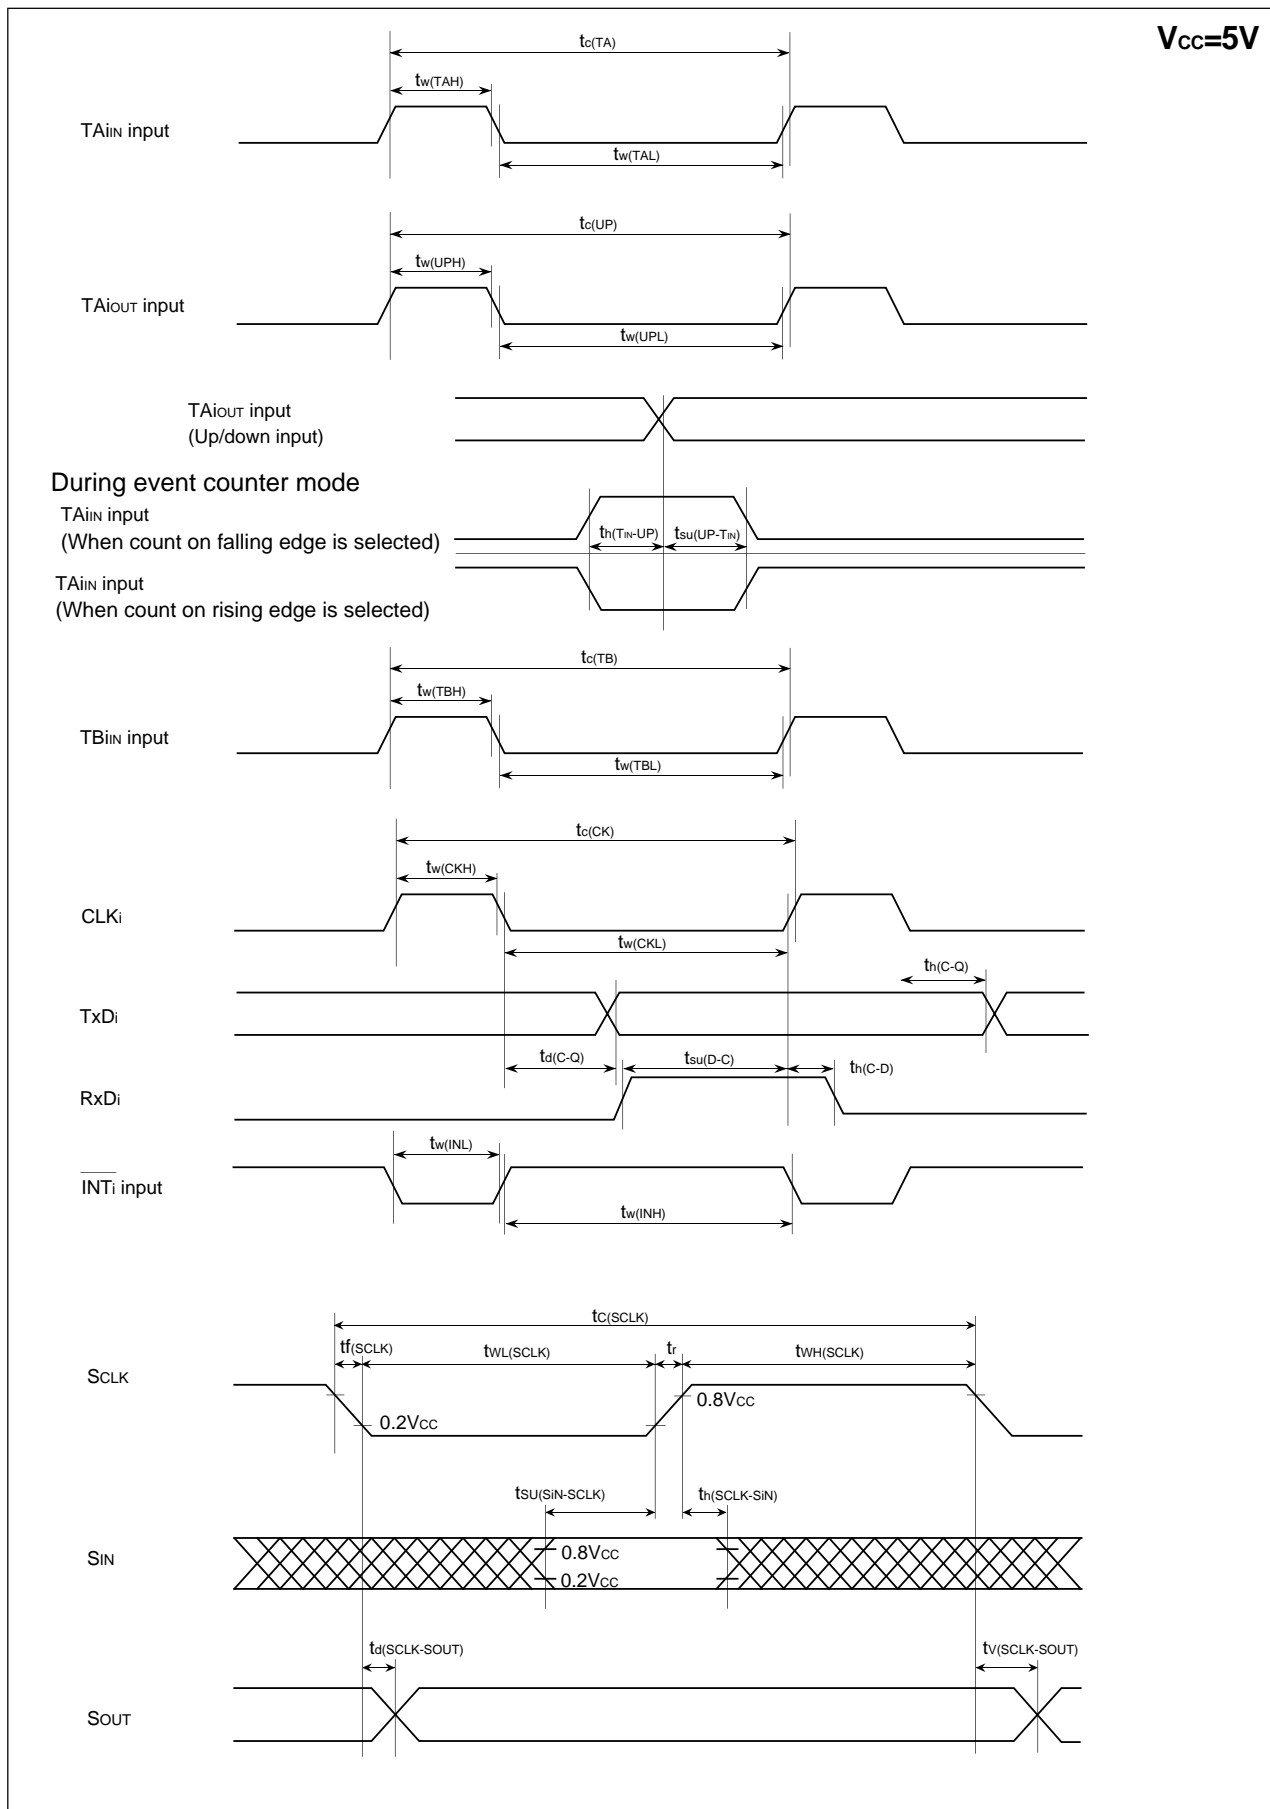 VCC=5V
tc(TA)
tw(TAH)
TAiIN input
tw(TAL)
tc(UP)
tw(UPH)
TAiOUT input
tw(UPL)
TAiOUT input
(Up/down input)
During event counter mode
TAiIN input
(When count on falling edge is selected)
th(TIN-UP) tsu(UP-TIN)
TAiIN input
(When count on rising edge is selected)
tc(TB)
tw(TBH)
TBiIN input
tw(TBL)
tc(CK)
tw(CKH)
CLKi
tw(CKL)
th(C-Q)
TxDi
td(C-Q) tsu(D-C) th(C-D)
RxDi
tw(INL)
INTi input
tw(INH)
tC(SCLK)
tf(SCLK) tWL(SCLK) tr tWH(SCLK)
SCLK
0.8VCC
0.2VCC
tSU(SiN-SCLK) th(SCLK-SiN)
SIN
0.8VCC
0.2VCC
td(SCLK-SOUT) tV(SCLK-SOUT)
SOUT